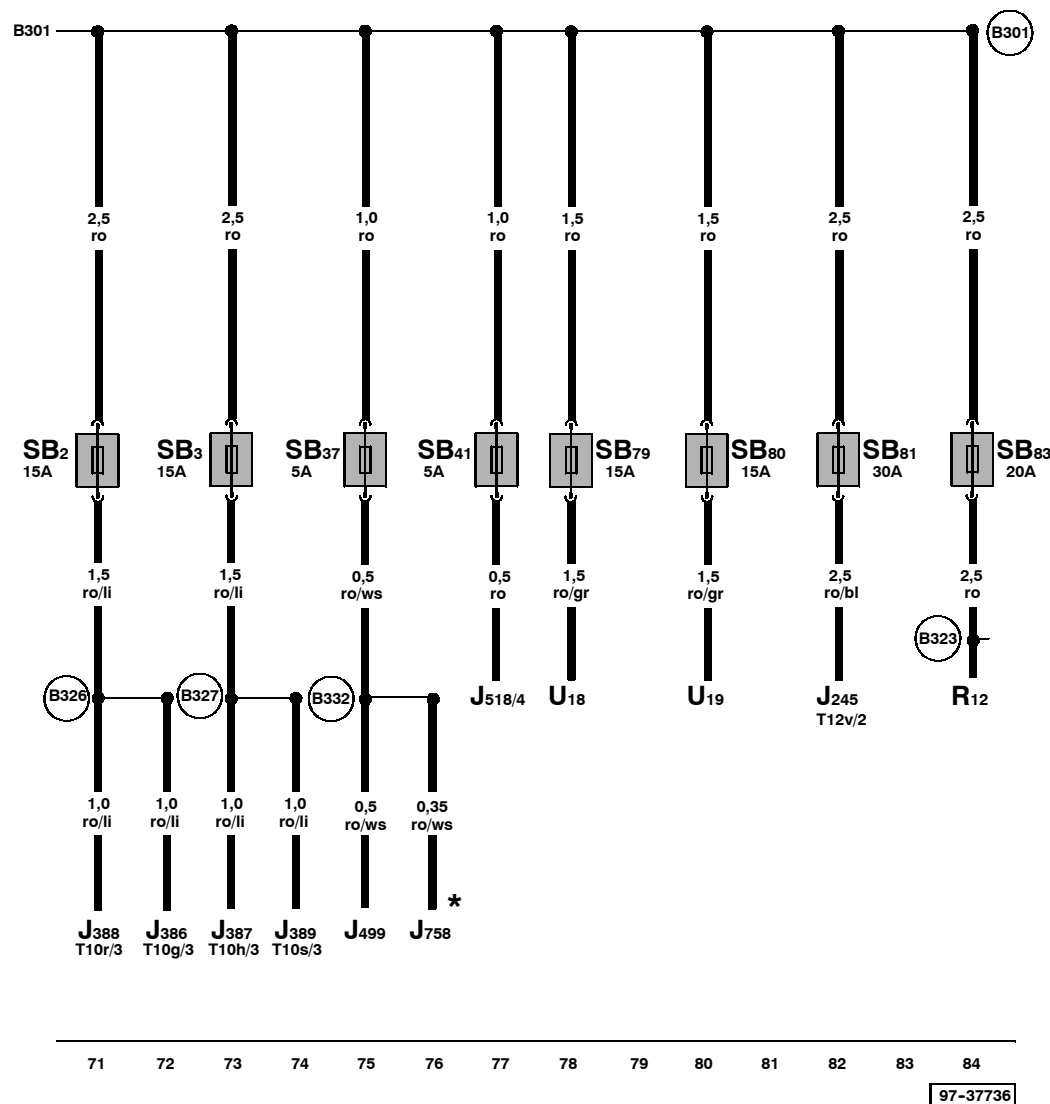 B301 B301
2,5 2,5 1,0 1,0 1,5 1,5 2,5 2,5
ro ro ro ro ro ro ro ro
SB2 SB3 SB37 SB41 SB79 SB80 SB81 SB83
15A 15A 5A 5A 15A 15A 30A 20A
1,5 1,5 0,5 0,5 1,5 1,5 2,5 2,5
ro/li ro/li ro/ws ro ro/gr ro/gr ro/bl ro
B323
B326 B327 B332 J518/4 U18 U19 J245 R12
T12v/2
1,0 1,0 1,0 1,0 0,5 0,35
ro/li ro/li ro/li ro/li ro/ws ro/ws
*
J388 J386 J387 J389 J499 J758
T10r/3 T10g/3 T10h/3 T10s/3
71 72 73 74 75 76 77 78 79 80 81 82 83 84
97-37736